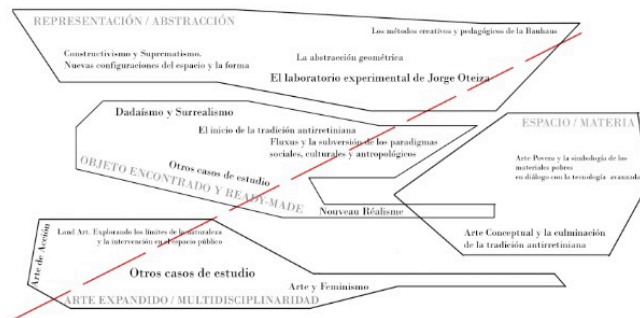 REPRESENTACIÓN / ABSTRACCIÓN
Los métodos creativos y pedagógicos de la Bauhaus
Constructivismo y Suprematismo.
Nuevas configuraciones del espacio y la forma
La abstracción geométrica
El laboratorio experimental de Jorge Oteiza
Dadaísmo y Surrealismo
El inicio de la tradición antirretiniana
Fluxus y la subversión de los paradigmas
sociales, culturales y antropológicos
Otros casos de estudio
OBJETO ENCONTRADO Y READY-MADE
Nouveau Réalisme
ESPACIO / MATERIA
Arte Povera y la simbología de los
materiales pobres
en diálogo con la tecnología avanzada
Arte Conceptual y la culminación
de la tradición antirretiniana
Arte de Acción
Land Art. Explorando los límites de la naturaleza
y la intervención en el espacio público
Otros casos de estudio
Arte y Feminismo
ARTE EXPANDIDO / MULTIDISCIPLINARIDAD